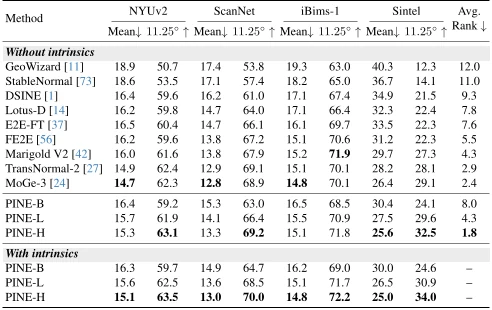 Method NYUv2 ScanNet iBims-1 Sintel Avg. Rank ↓
Mean↓ 11.25° ↑ Mean↓ 11.25° ↑ Mean↓ 11.25° ↑ Mean↓ 11.25° ↑
Without intrinsics
GeoWizard [11] 18.9 50.7 17.4 53.8 19.3 63.0 40.3 12.3 12.0
StableNormal [73] 18.6 53.5 17.1 57.4 18.2 65.0 36.7 14.1 11.0
DSINE [1] 16.4 59.6 16.2 61.0 17.1 67.4 34.9 21.5 9.3
Lotus-D [14] 16.2 59.8 14.7 64.0 17.1 66.4 32.3 22.4 7.8
E2E-FT [37] 16.5 60.4 14.7 66.1 16.1 69.7 33.5 22.3 7.6
FE2E [56] 16.2 59.6 13.8 67.2 15.1 70.6 31.2 22.3 5.5
Marigold V2 [42] 16.0 61.6 13.8 67.9 15.2 71.9 29.7 27.3 4.3
TransNormal-2 [27] 14.9 62.4 12.9 69.1 15.1 70.1 28.2 28.1 2.9
MoGe-3 [24] 14.7 62.3 12.8 68.9 14.8 70.1 26.4 29.1 2.4
PINE-B 16.4 59.2 15.3 63.0 16.5 68.5 30.4 24.1 8.0
PINE-L 15.7 61.9 14.1 66.4 15.5 70.9 27.5 29.6 4.3
PINE-H 15.3 63.1 13.3 69.2 15.1 71.8 25.6 32.5 1.8
With intrinsics
PINE-B 16.3 59.7 14.9 64.7 16.2 69.0 30.0 24.6 –
PINE-L 15.6 62.5 13.6 68.5 15.1 71.7 26.5 30.9 –
PINE-H 15.1 63.5 13.0 70.0 14.8 72.2 25.0 34.0 –